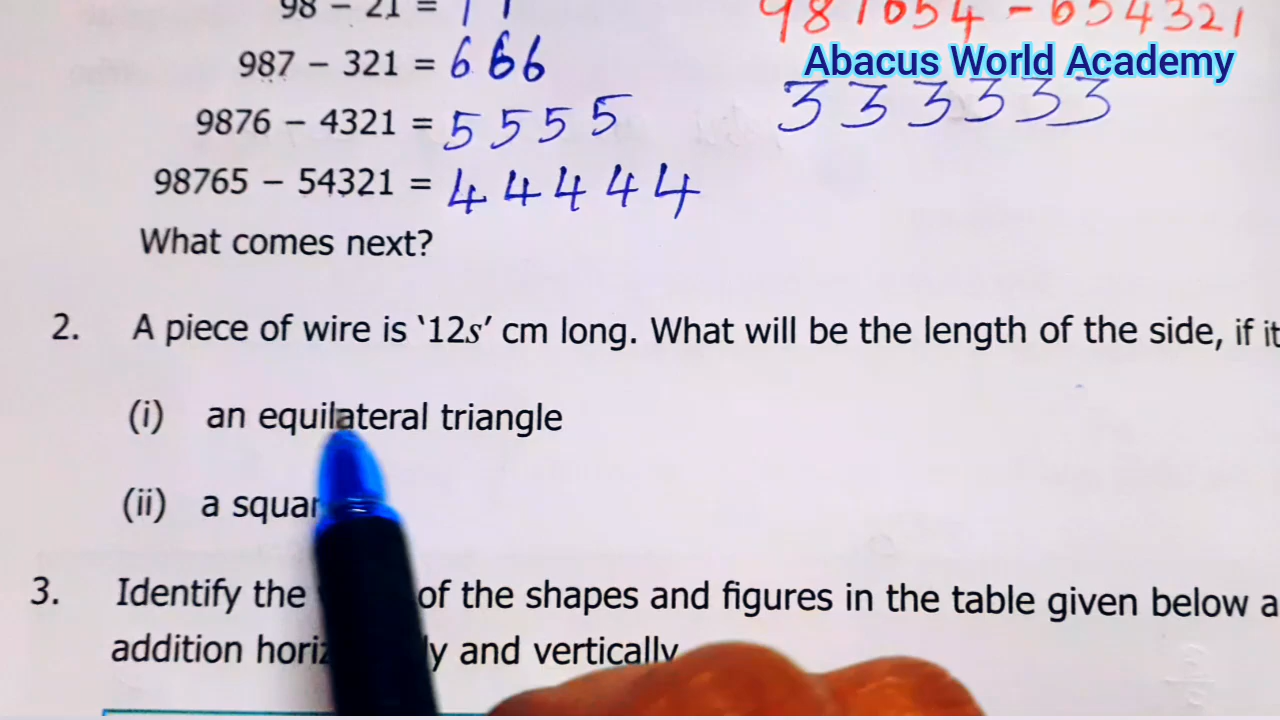 98 − 21 = 77
987654 - 654321
Abacus World Academy
987 − 321 = 666
333333
9876 − 4321 = 5555
98765 − 54321 = 44444
What comes next?
2. A piece of wire is ‘12s’ cm long. What will be the length of the side, if it
(i) an equilateral triangle
(ii) a squar
3. Identify the of the shapes and figures in the table given below a
addition horiz y and vertically